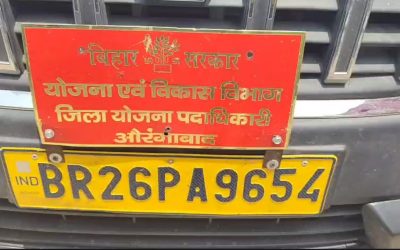 बिहार सरकार
योजना एवं विकास विभाग
जिला योजना पदाधिकारी
औरंगाबाद
IND BR26PA9654